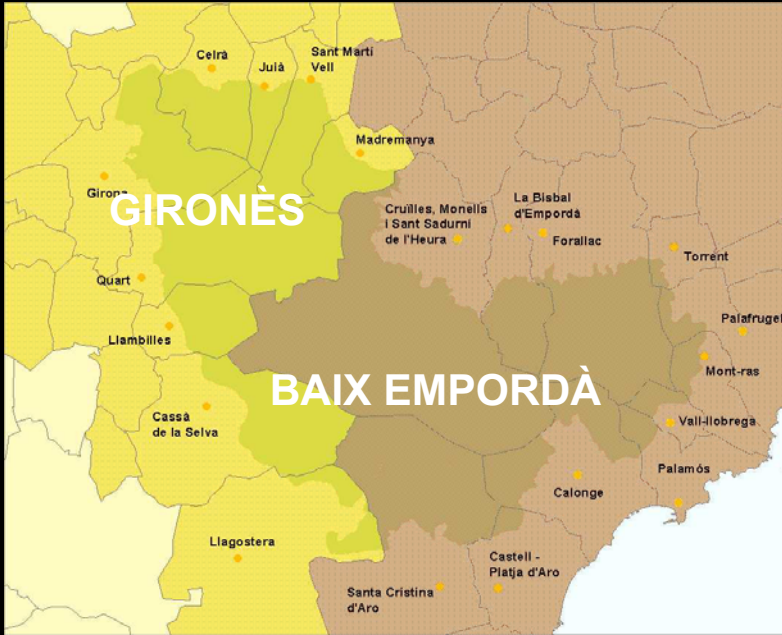 Celrà
Juià
Sant Martí
Vell
Madremanya
Girona
GIRONÈS
Cruïlles, Monells
i Sant Sadurní
de l'Heura
La Bisbal
d'Empordà
Forallac
Torrent
Quart
Palafrugel
Llambilles
Mont-ras
BAIX EMPORDÀ
Cassà
de la Selva
Vall-llobrega
Palamós
Calonge
Llagostera
Castell -
Platja d'Aro
Santa Cristina
d'Aro